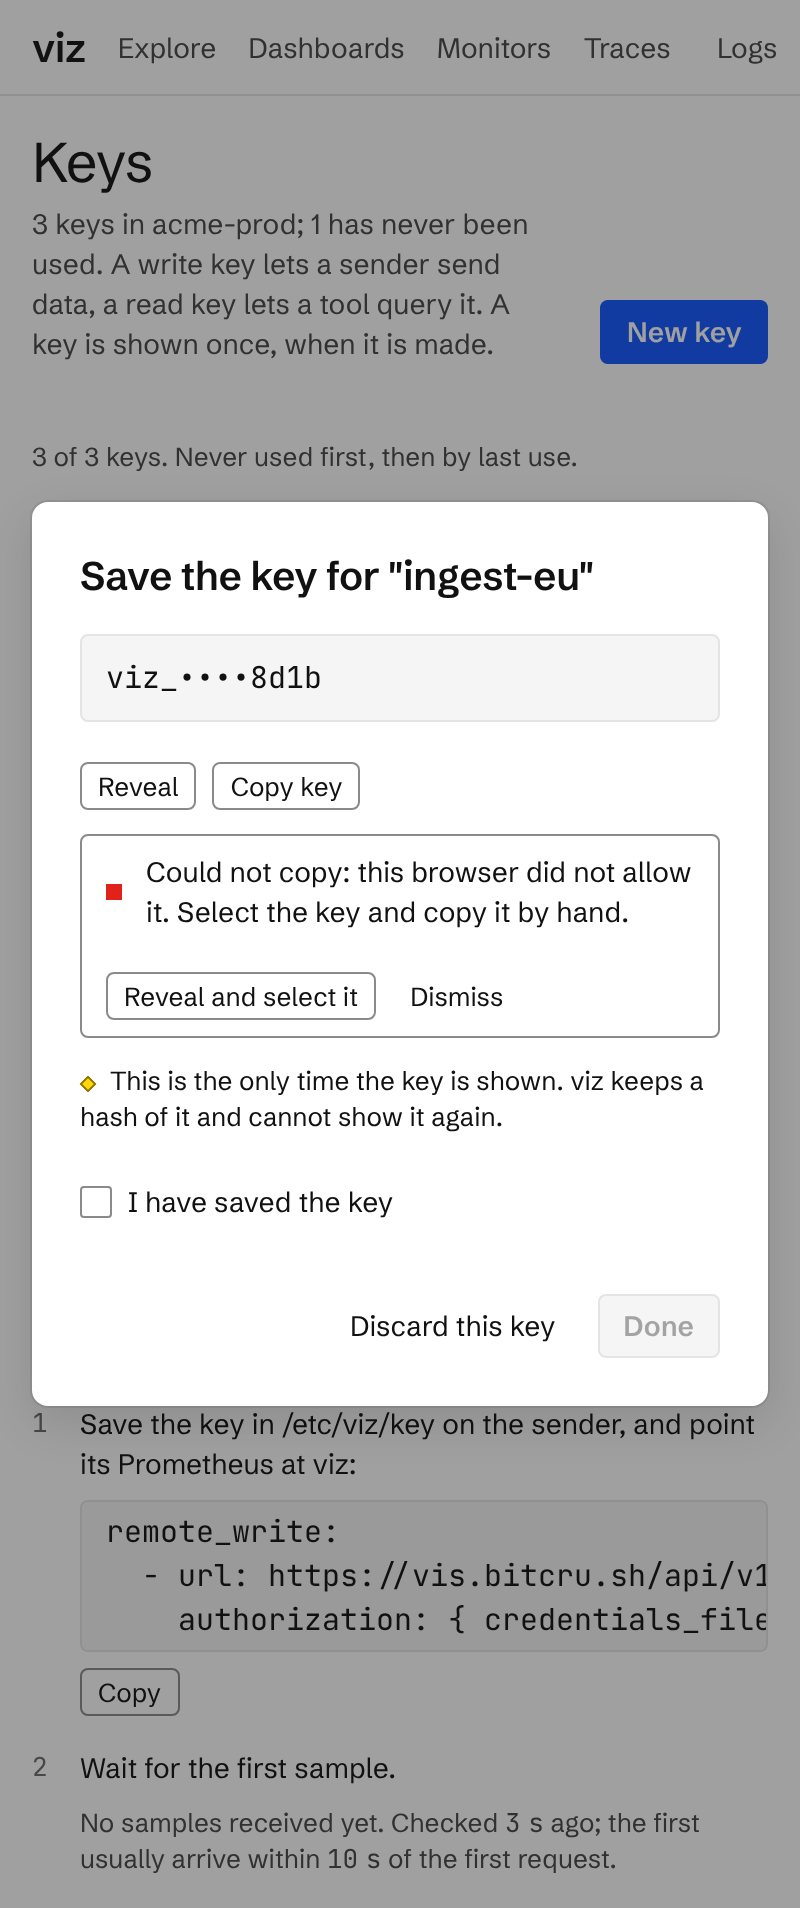 viz Explore Dashboards Monitors Traces Logs
Keys
3 keys in acme-prod; 1 has never been
used. A write key lets a sender send
data, a read key lets a tool query it. A
key is shown once, when it is made.
New key
3 of 3 keys. Never used first, then by last use.
Save the key for "ingest-eu"
viz_••••8d1b
Reveal Copy key
Could not copy: this browser did not allow
it. Select the key and copy it by hand.
Reveal and select it Dismiss
This is the only time the key is shown. viz keeps a
hash of it and cannot show it again.
I have saved the key
Discard this key Done
1 Save the key in /etc/viz/key on the sender, and point
its Prometheus at viz:
remote_write:
  - url: https://vis.bitcru.sh/api/v1
    authorization: { credentials_file
Copy
2 Wait for the first sample.
No samples received yet. Checked 3 s ago; the first
usually arrive within 10 s of the first request.